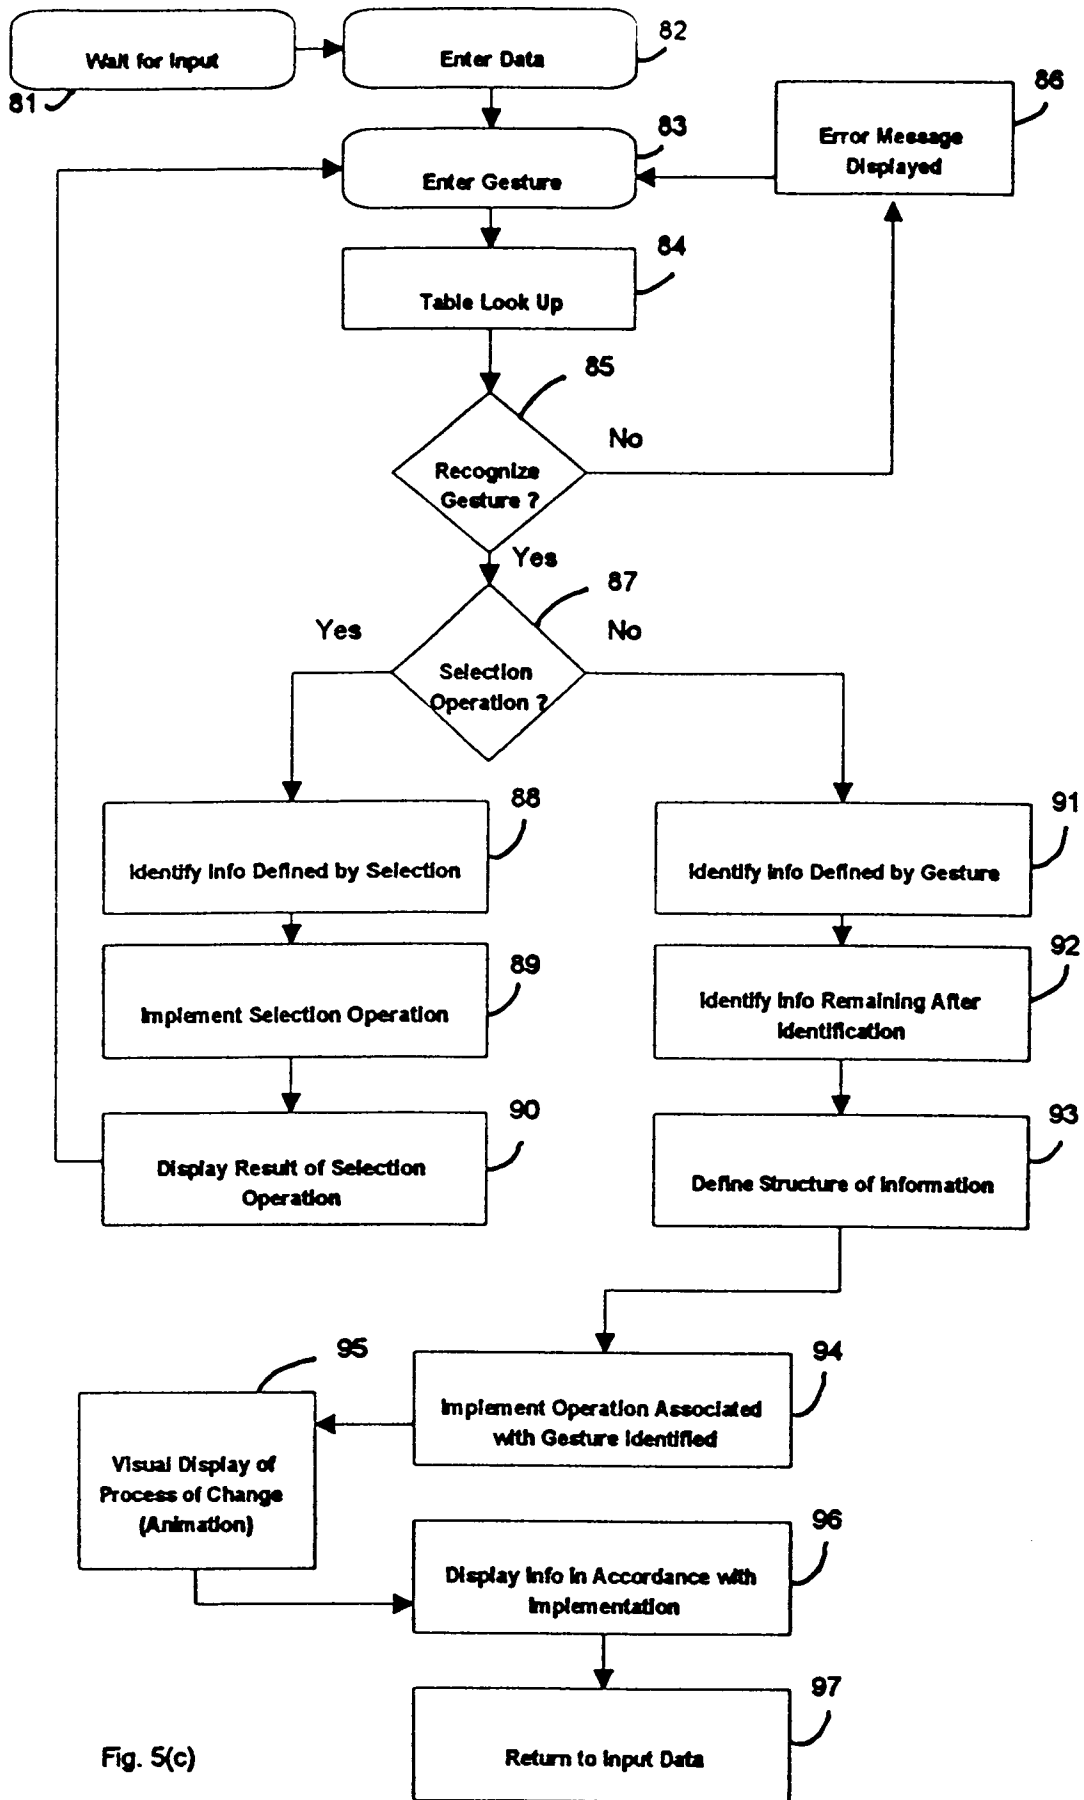 Wait for Input
81
Enter Data
82
Enter Gesture
83
Error Message
Displayed
86
Table Look Up
84
85
Recognize
Gesture ?
No
Yes
87
Selection
Operation ?
Yes
No
88
Identify Info Defined by Selection
91
Identify Info Defined by Gesture
89
Implement Selection Operation
92
Identify Info Remaining After
Identification
90
Display Result of Selection
Operation
93
Define Structure of Information
94
Implement Operation Associated
with Gesture Identified
95
Visual Display of
Process of Change
(Animation)
96
Display Info in Accordance with
Implementation
97
Return to Input Data
Fig. 5(c)